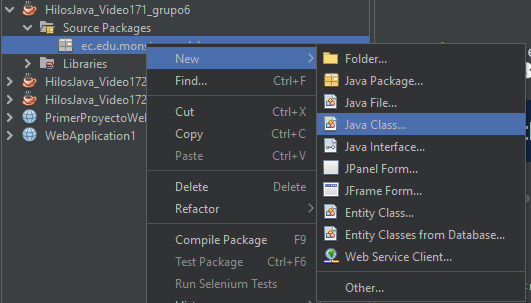 HilosJava_Video171_grupo6
Source Packages
ec.edu.mons
Libraries
HilosJava_Video172
HilosJava_Video172
PrimerProyectoWeb
WebApplication1
New
Find... Ctrl+F
Cut Ctrl+X
Copy Ctrl+C
Paste Ctrl+V
Delete Delete
Refactor
Compile Package F9
Test Package Ctrl+F6
Run Selenium Tests
Folder...
Java Package...
Java File...
Java Class...
Java Interface...
JPanel Form...
JFrame Form...
Entity Class...
Entity Classes from Database...
Web Service Client...
Other...